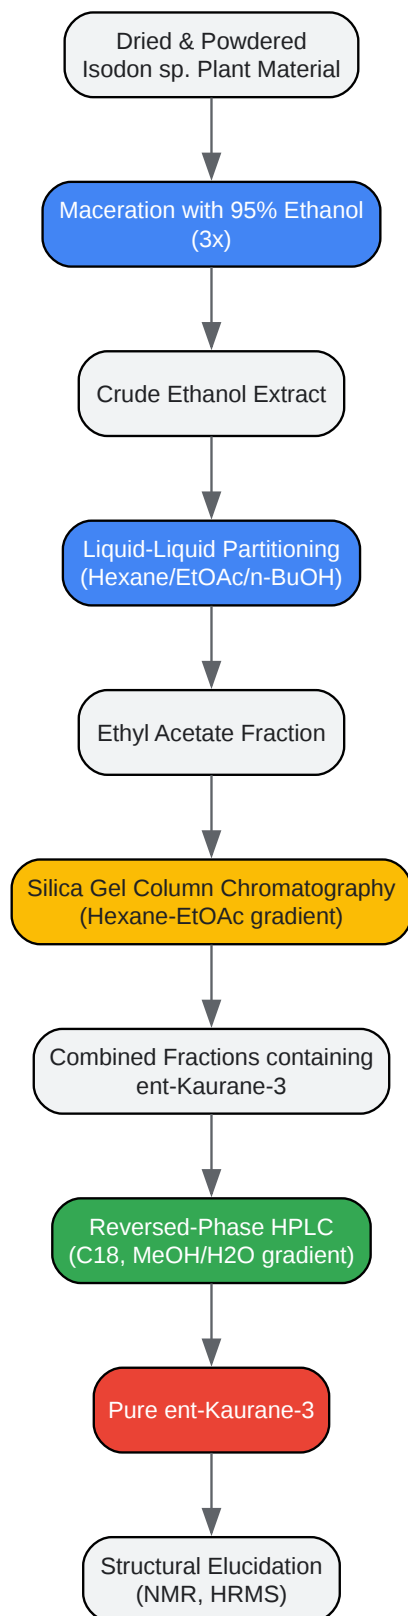 Dried & Powdered
Isodon sp. Plant Material
Maceration with 95% Ethanol
(3x)
Crude Ethanol Extract
Liquid-Liquid Partitioning
(Hexane/EtOAc/n-BuOH)
Ethyl Acetate Fraction
Silica Gel Column Chromatography
(Hexane-EtOAc gradient)
Combined Fractions containing
ent-Kaurane-3
Reversed-Phase HPLC
(C18, MeOH/H2O gradient)
Pure ent-Kaurane-3
Structural Elucidation
(NMR, HRMS)